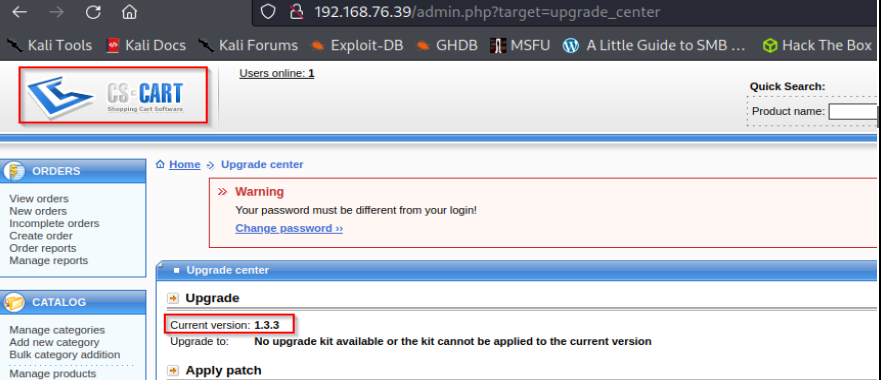 192.168.76.39/admin.php?target=upgrade_center
Kali Tools Kali Docs Kali Forums Exploit-DB GHDB MSFU A Little Guide to SMB ... Hack The Box
CS-CART
Shopping Cart Software
Users online: 1
Quick Search:
Product name:
ORDERS
View orders
New orders
Incomplete orders
Create order
Order reports
Manage reports
CATALOG
Manage categories
Add new category
Bulk category addition
Manage products
Home Upgrade center
Warning
Your password must be different from your login!
Change password ››
Upgrade center
Upgrade
Current version: 1.3.3
Upgrade to: No upgrade kit available or the kit cannot be applied to the current version
Apply patch